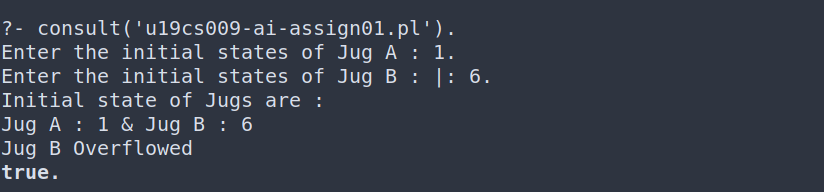 ?- consult('u19cs009-ai-assign01.pl').
Enter the initial states of Jug A : 1.
Enter the initial states of Jug B : |: 6.
Initial state of Jugs are :
Jug A : 1 & Jug B : 6
Jug B Overflowed
true.